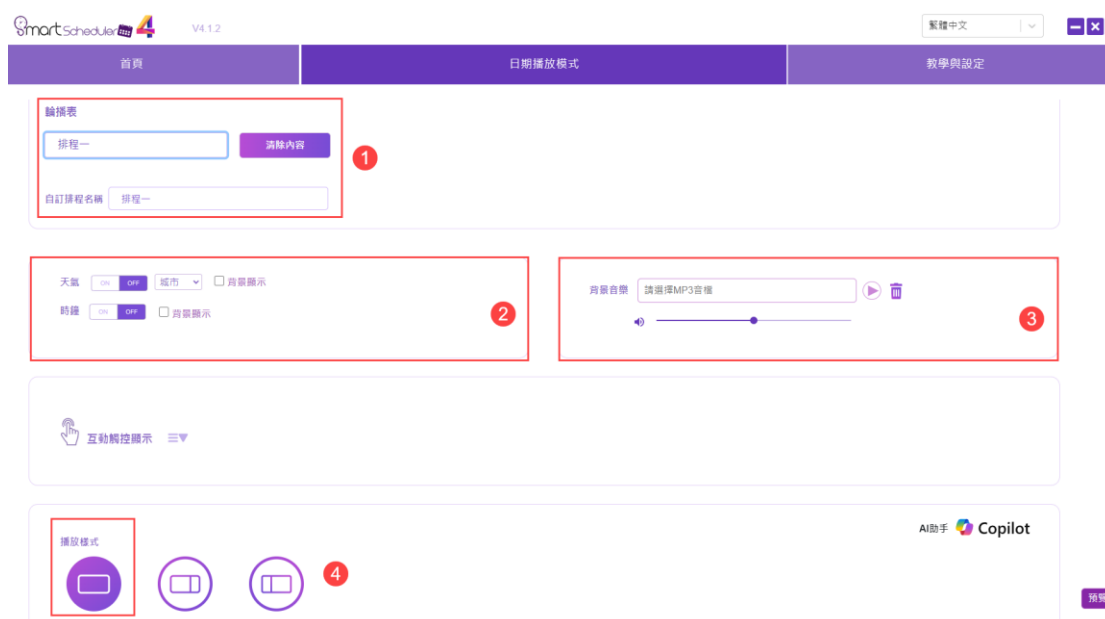 Smart Scheduler 4 V4.1.2 繁體中文
首頁 日期播放模式 教學與設定
輪播表
排程一 清除內容
1
自訂排程名稱 排程一
天氣 ON OFF 城市 背景顯示
時鐘 ON OFF 背景顯示
2
背景音樂 請選擇MP3音檔
3
互動觸控顯示
AI助手 Copilot
播放樣式
4
預覽